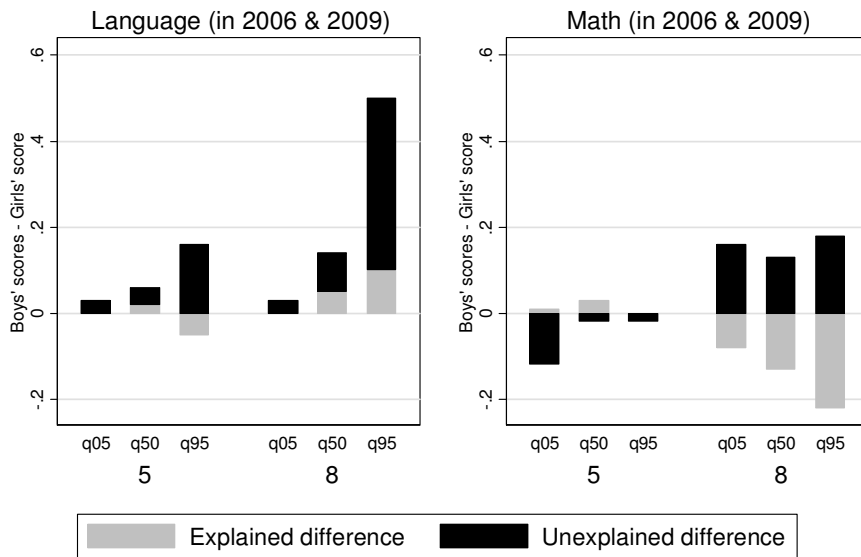 Language (in 2006 & 2009)
Boys' scores - Girls' score
.6
.4
.2
0
-.2
q05 q50 q95 q05 q50 q95
5 8
Math (in 2006 & 2009)
Boys' scores - Girls' score
.6
.4
.2
0
-.2
q05 q50 q95 q05 q50 q95
5 8
Explained difference Unexplained difference